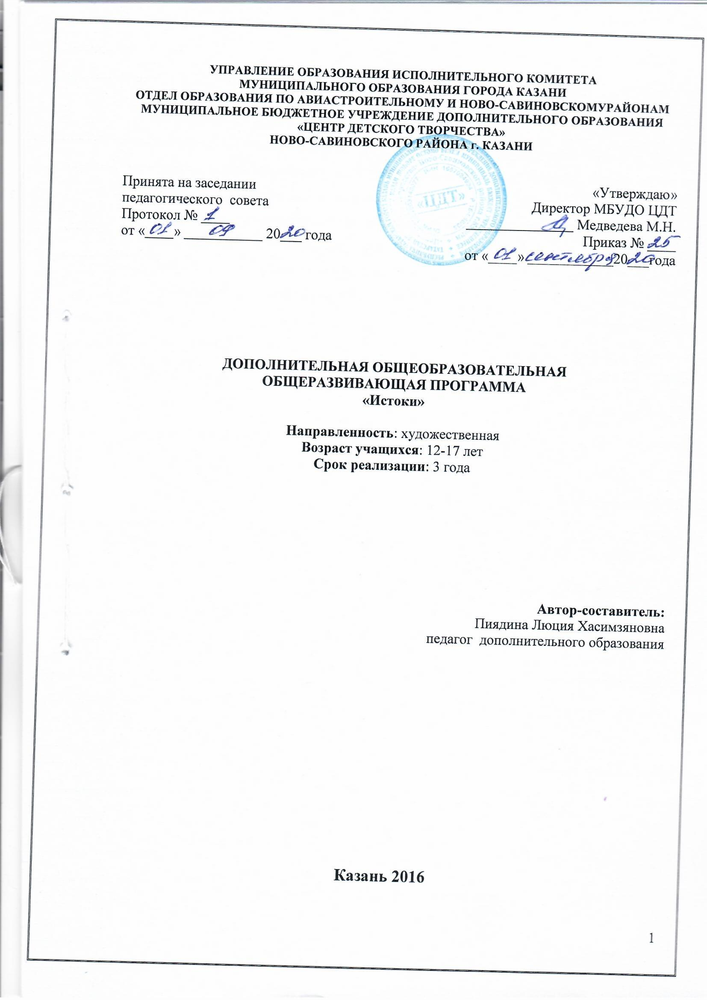 УПРАВЛЕНИЕ ОБРАЗОВАНИЯ ИСПОЛНИТЕЛЬНОГО КОМИТЕТА
МУНИЦИПАЛЬНОГО ОБРАЗОВАНИЯ ГОРОДА КАЗАНИ
ОТДЕЛ ОБРАЗОВАНИЯ ПО АВИАСТРОИТЕЛЬНОМУ И НОВО-САВИНОВСКОМУРАЙОНАМ
МУНИЦИПАЛЬНОЕ БЮДЖЕТНОЕ УЧРЕЖДЕНИЕ ДОПОЛНИТЕЛЬНОГО ОБРАЗОВАНИЯ
«ЦЕНТР ДЕТСКОГО ТВОРЧЕСТВА»
НОВО-САВИНОВСКОГО РАЙОНА г. КАЗАНИ
Принята на заседании
педагогического совета
Протокол № 1
от «01» 09 2020 года
«ЦДТ»
«Утверждаю»
Директор МБУДО ЦДТ
Медведева М.Н.
Приказ № 25
от «01» сентября 2020 года
ДОПОЛНИТЕЛЬНАЯ ОБЩЕОБРАЗОВАТЕЛЬНАЯ
ОБЩЕРАЗВИВАЮЩАЯ ПРОГРАММА
«Истоки»
Направленность: художественная
Возраст учащихся: 12-17 лет
Срок реализации: 3 года
Автор-составитель:
Пиядина Люция Хасимзяновна
педагог дополнительного образования
Казань 2016
1